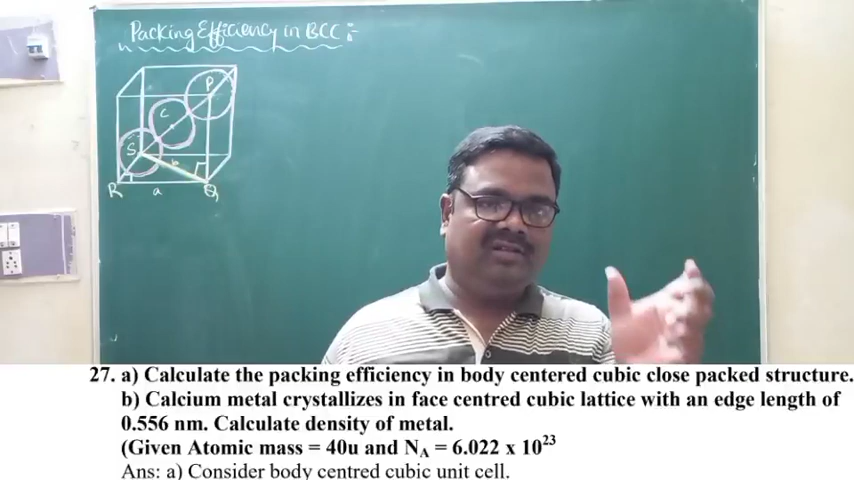 Packing Efficiency in BCC :-
P
C
S
b
R
a
Q
27. a) Calculate the packing efficiency in body centered cubic close packed structure.
b) Calcium metal crystallizes in face centred cubic lattice with an edge length of
0.556 nm. Calculate density of metal.
(Given Atomic mass = 40u and N_A = 6.022 x 10^23
Ans: a) Consider body centred cubic unit cell.